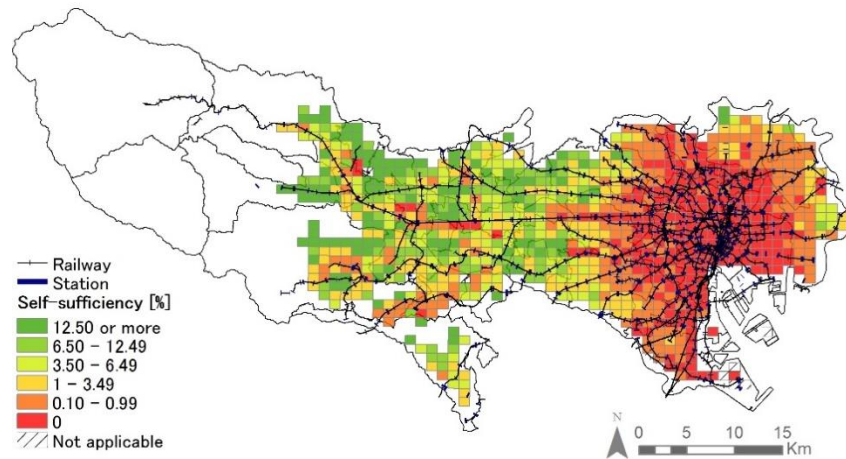 Railway
Station
Self-sufficiency [%]
12.50 or more
6.50 - 12.49
3.50 - 6.49
1 - 3.49
0.10 - 0.99
0
Not applicable
N
0 5 10 15
Km